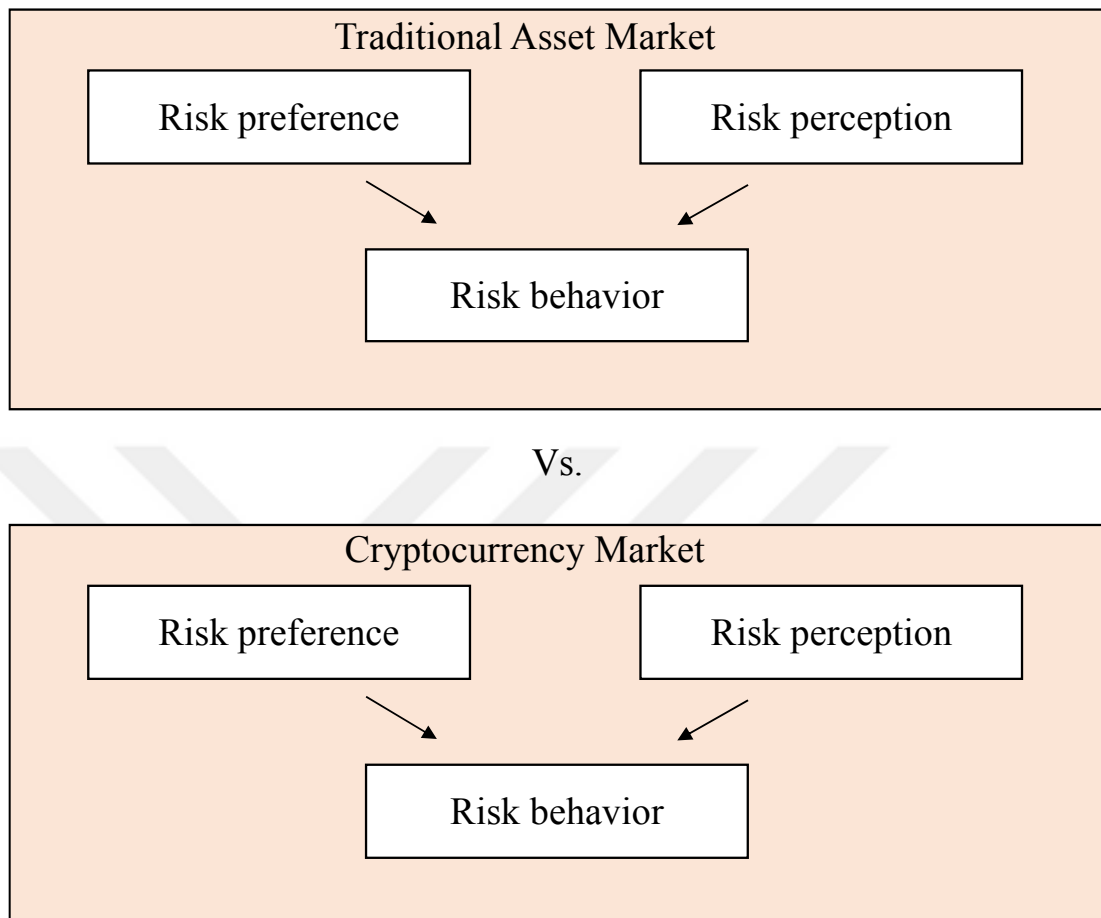 Traditional Asset Market
Risk preference
Risk perception
Risk behavior
Vs.
Cryptocurrency Market
Risk preference
Risk perception
Risk behavior